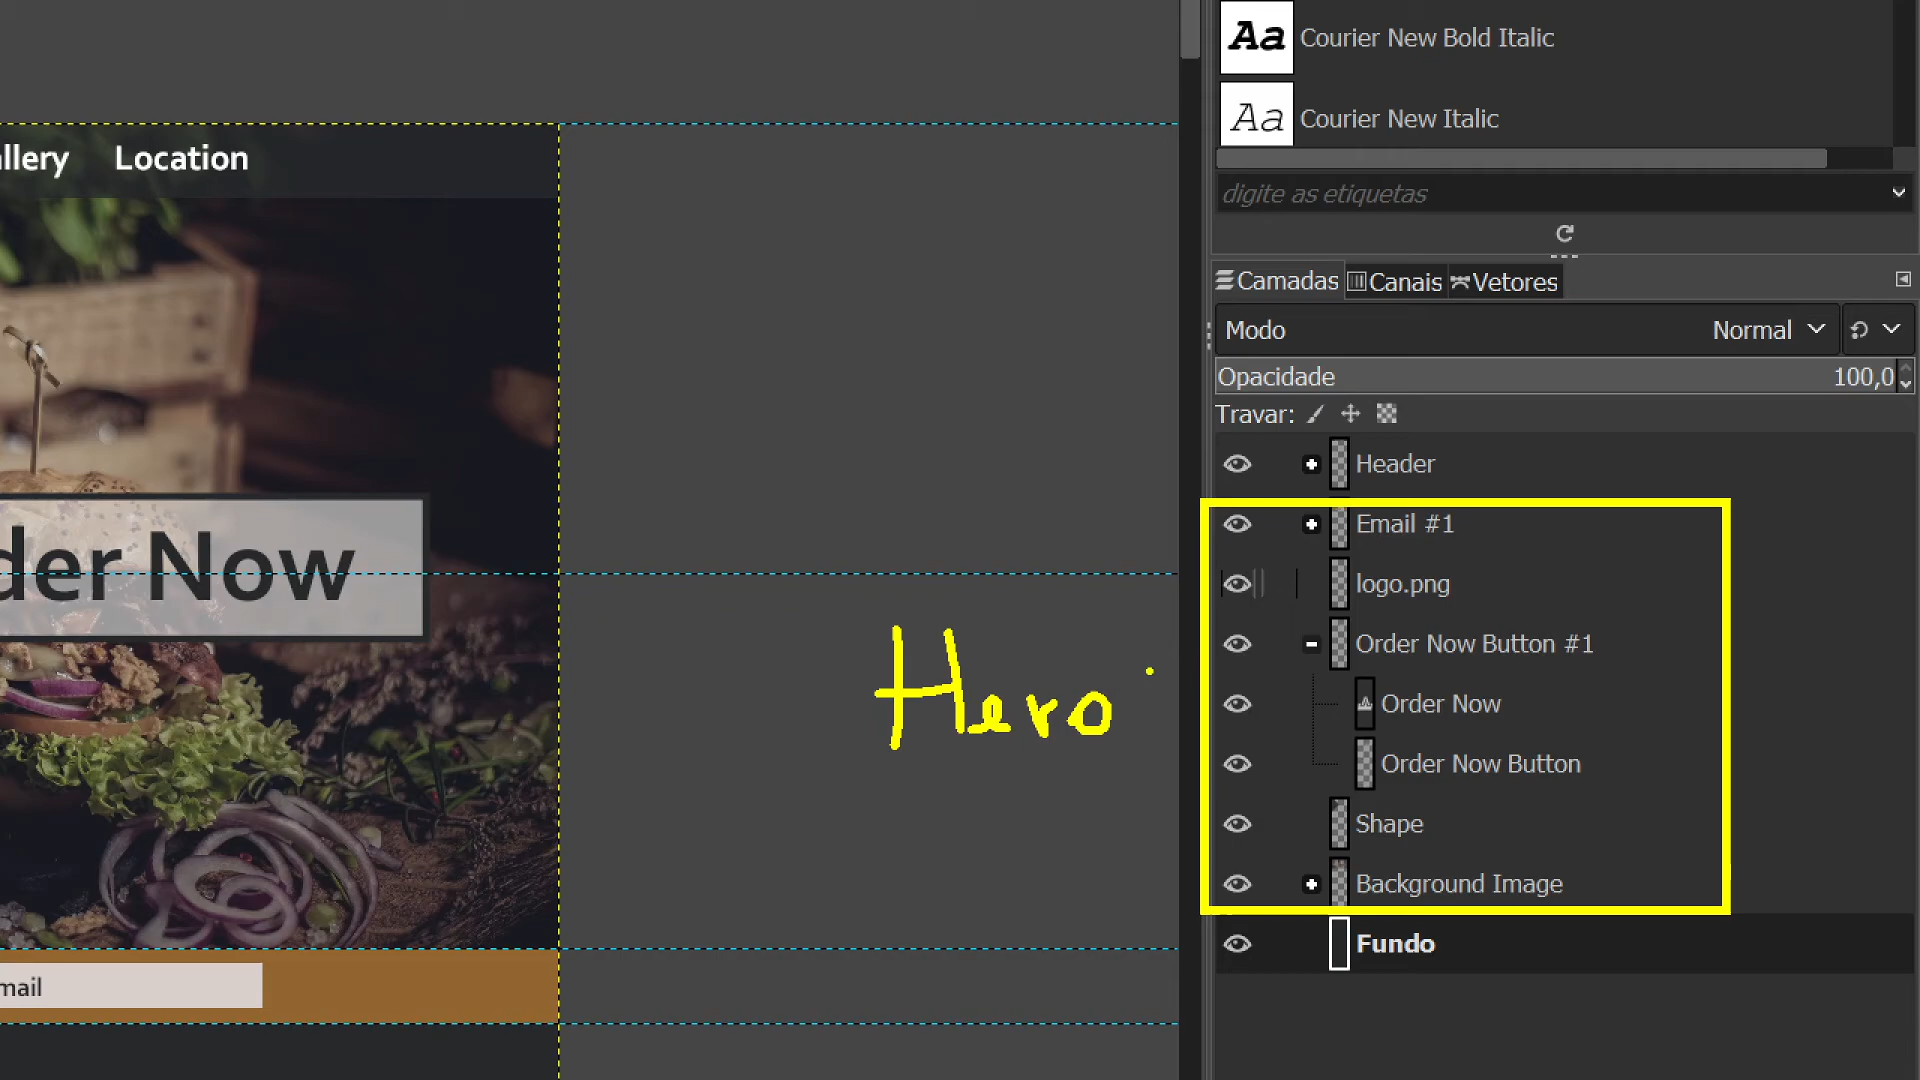 Aa Courier New Bold Italic
Aa Courier New Italic
digite as etiquetas
llery Location
Camadas Canais Vetores
Modo Normal
Opacidade 100,0
Travar:
Header
Email #1
logo.png
Order Now Button #1
Order Now
Order Now Button
Shape
Background Image
Fundo
der Now
Hero
mail